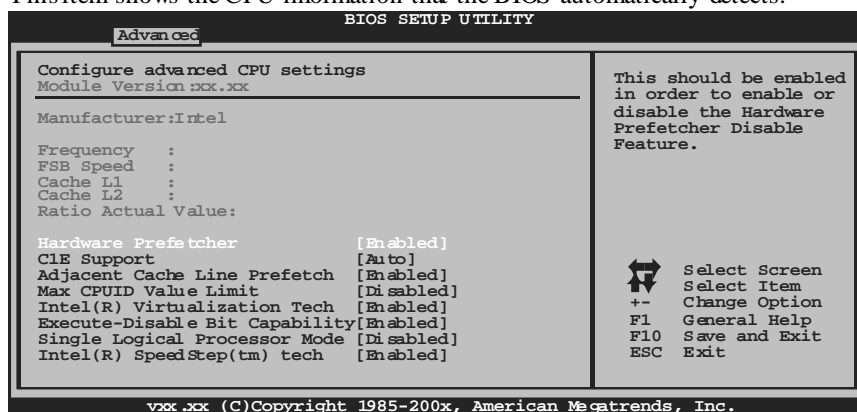 This item shows the CPU information that the BIOS automatically detects.
BIOS SETUP UTILITY
Advanced
Configure advanced CPU settings
Module Version:xx.xx
Manufacturer:Intel
Frequency :
FSB Speed :
Cache L1 :
Cache L2 :
Ratio Actual Value:
Hardware Prefetcher [Enabled]
C1E Support [Auto]
Adjacent Cache Line Prefetch [Enabled]
Max CPUID Value Limit [Disabled]
Intel(R) Virtualization Tech [Enabled]
Execute-Disable Bit Capability[Enabled]
Single Logical Processor Mode [Disabled]
Intel(R) SpeedStep(tm) tech [Enabled]
This should be enabled
in order to enable or
disable the Hardware
Prefetcher Disable
Feature.
Select Screen
Select Item
+- Change Option
F1 General Help
F10 Save and Exit
ESC Exit
vxx.xx (C)Copyright 1985-200x, American Megatrends, Inc.